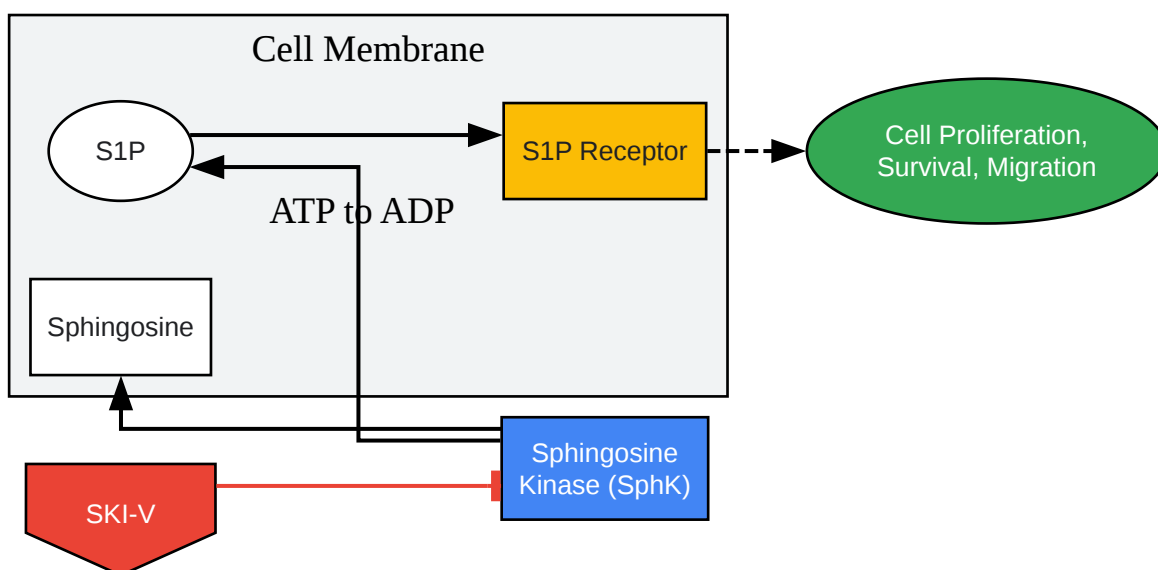 Cell Membrane
S1P
S1P Receptor
Cell Proliferation,
Survival, Migration
ATP to ADP
Sphingosine
Sphingosine
Kinase (SphK)
SKI-V